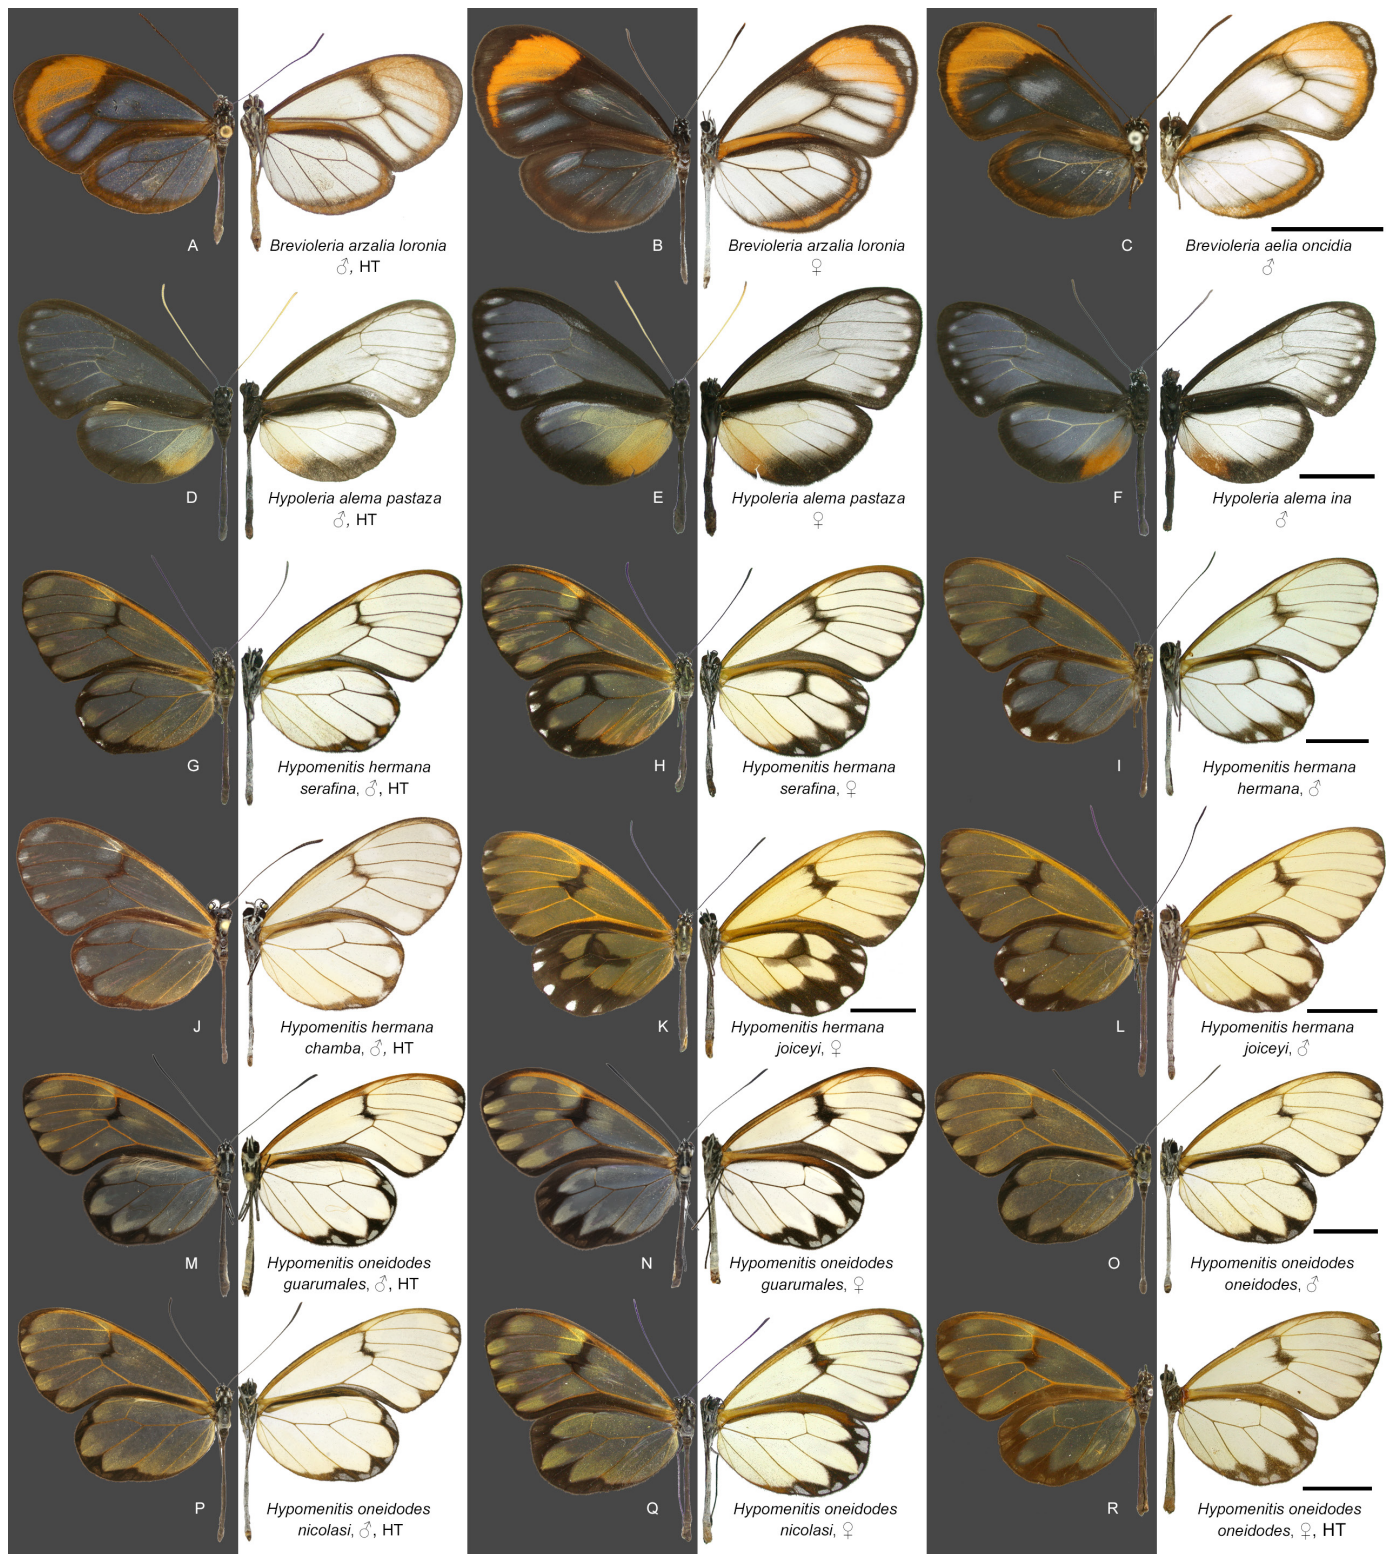 A
Brevioleria arzalia loronia
♂, HT
B
Brevioleria arzalia loronia
♀
C
Brevioleria aelia oncidia
♂
D
Hypoleria alema pastaza
♂, HT
E
Hypoleria alema pastaza
♀
F
Hypoleria alema ina
♂
G
Hypomenitis hermana
serafina, ♂, HT
H
Hypomenitis hermana
serafina, ♀
I
Hypomenitis hermana
hermana, ♂
J
Hypomenitis hermana
chamba, ♂, HT
K
Hypomenitis hermana
joiceyi, ♀
L
Hypomenitis hermana
joiceyi, ♂
M
Hypomenitis oneidodes
guarumales, ♂, HT
N
Hypomenitis oneidodes
guarumales, ♀
O
Hypomenitis oneidodes
oneidodes, ♂
P
Hypomenitis oneidodes
nicolasi, ♂, HT
Q
Hypomenitis oneidodes
nicolasi, ♀
R
Hypomenitis oneidodes
oneidodes, ♀, HT